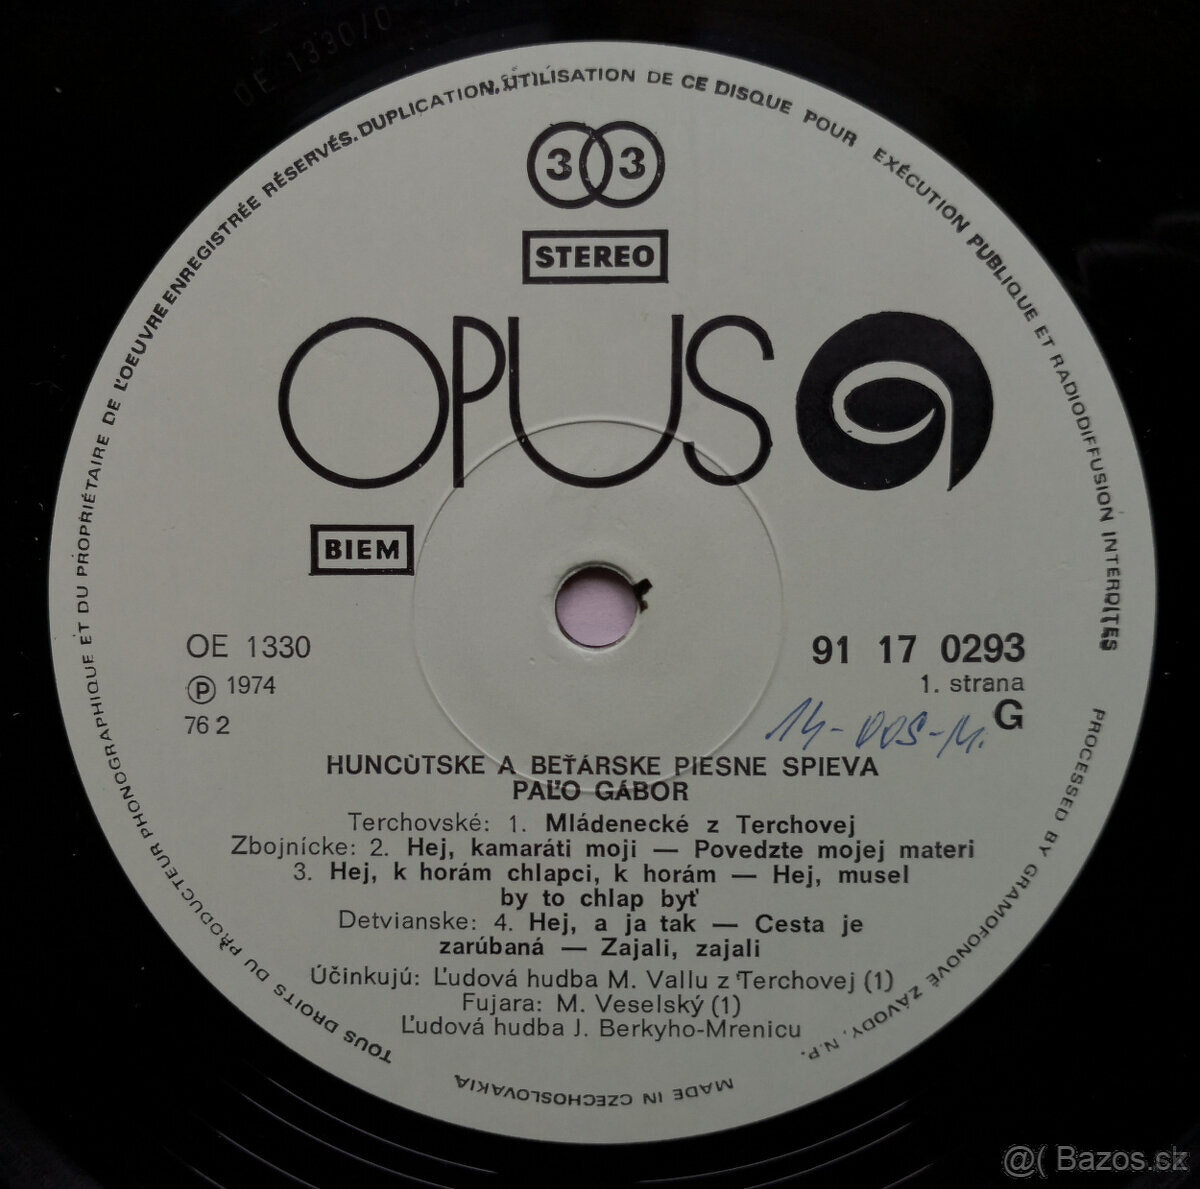 OE 1330/0
TOUS DROITS DU PRODUCTEUR PHONOGRAPHIQUE ET DU PROPRIÉTAIRE DE L'OEUVRE ENREGISTRÉE RÉSERVÉS. DUPLICATION, UTILISATION DE CE DISQUE POUR EXÉCUTION PUBLIQUE ET RADIODIFFUSION INTERDITES
33
STEREO
OPUS
BIEM
OE 1330
91 17 0293
Ⓟ 1974
1. strana
76 2
G
14-005-M.
HUNCÙTSKE A BEŤÁRSKE PIESNE SPIEVA
PAĽO GÁBOR
Terchovské: 1. Mládenecké z Terchovej
Zbojnícke: 2. Hej, kamaráti moji — Povedzte mojej materi
3. Hej, k horám chlapci, k horám — Hej, musel
by to chlap byť
Detvianske: 4. Hej, a ja tak — Cesta je
zarúbaná — Zajali, zajali
Účinkujú: Ľudová hudba M. Vallu z Terchovej (1)
Fujara: M. Veselský (1)
Ľudová hudba J. Berkyho-Mrenicu
PROCESSED BY GRAMOFONOVÉ ZÁVODY, N.P.
MADE IN CZECHOSLOVAKIA
@( Bazos.sk